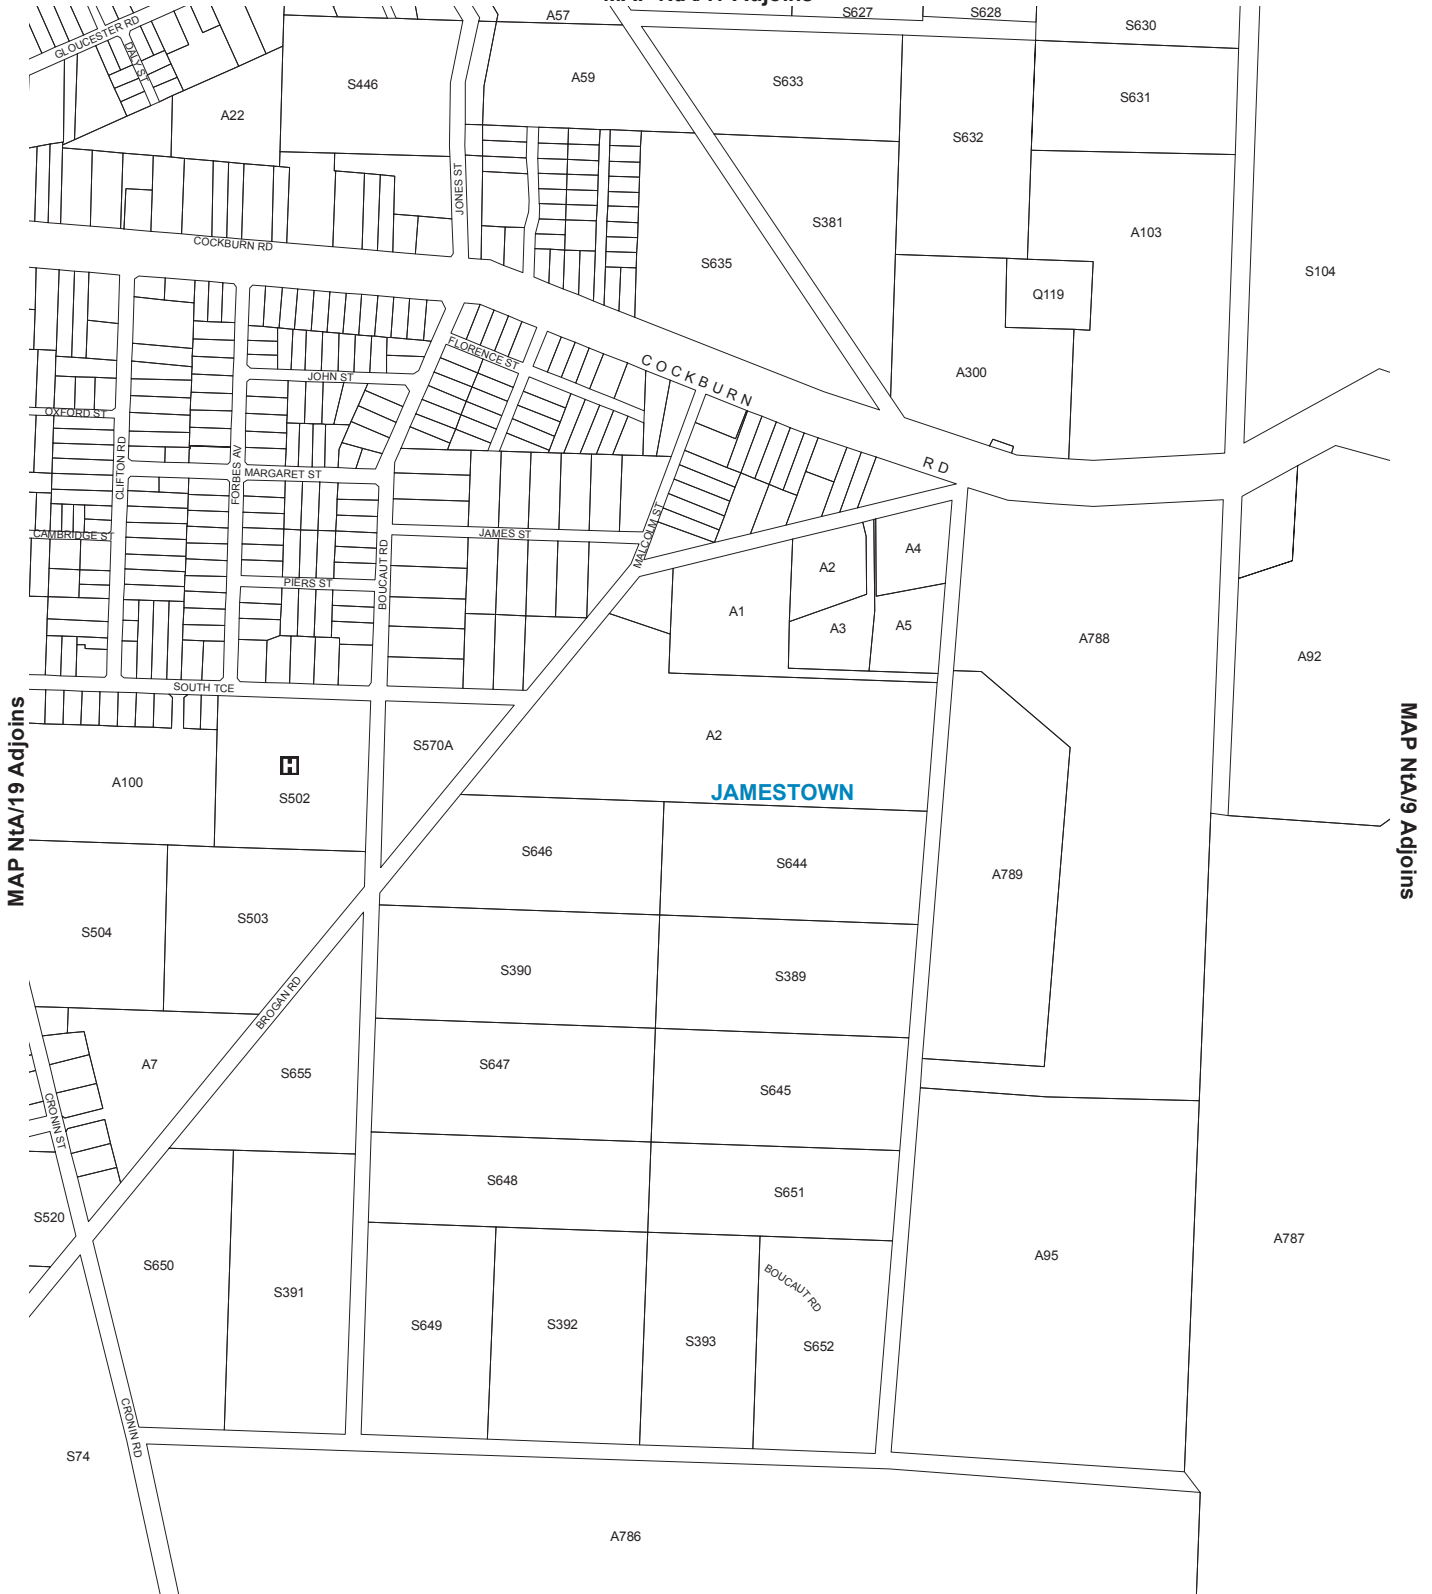 A57
S627
S628
S630
GLOUCESTER RD
DALY ST
S446
A59
S633
S631
A22
S632
JONES ST
S381
A103
COCKBURN RD
S635
S104
Q119
FLORENCE ST
COCKBURN RD
JOHN ST
A300
OXFORD ST
CLIFTON RD
FORBES AV
MARGARET ST
CAMBRIDGE ST
JAMES ST
MALCOLM ST
A4
A2
BOUCAUT RD
PIERS ST
A1
A3
A5
A788
A92
SOUTH TCE
MAP NtA/19 Adjoins
MAP NtA/9 Adjoins
S570A
A2
A100
H
S502
JAMESTOWN
S646
S644
A789
S504
S503
S390
S389
BROGAN RD
A7
S655
S647
S645
CRONIN ST
S648
S651
S520
A787
S650
A95
S391
BOUCAUT RD
S649
S392
S393
S652
CRONIN RD
S74
A786